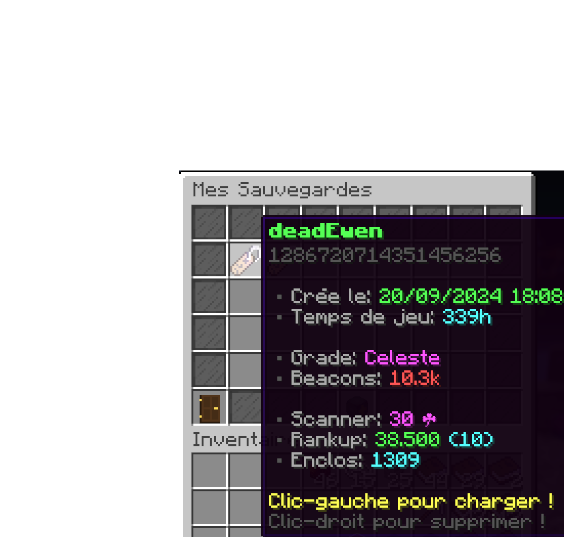 Mes Sauvegardes
deadEwen
1286720714351456256
▪ Crée le: 20/09/2024 18:08
▪ Temps de jeu: 339h
▪ Grade: Celeste
▪ Beacons: 10.3k
▪ Scanner: 30
▪ Rankup: 38.500 (10)
Invent
▪ Enclos: 1309
Clic-gauche pour charger !
Clic-droit pour supprimer !